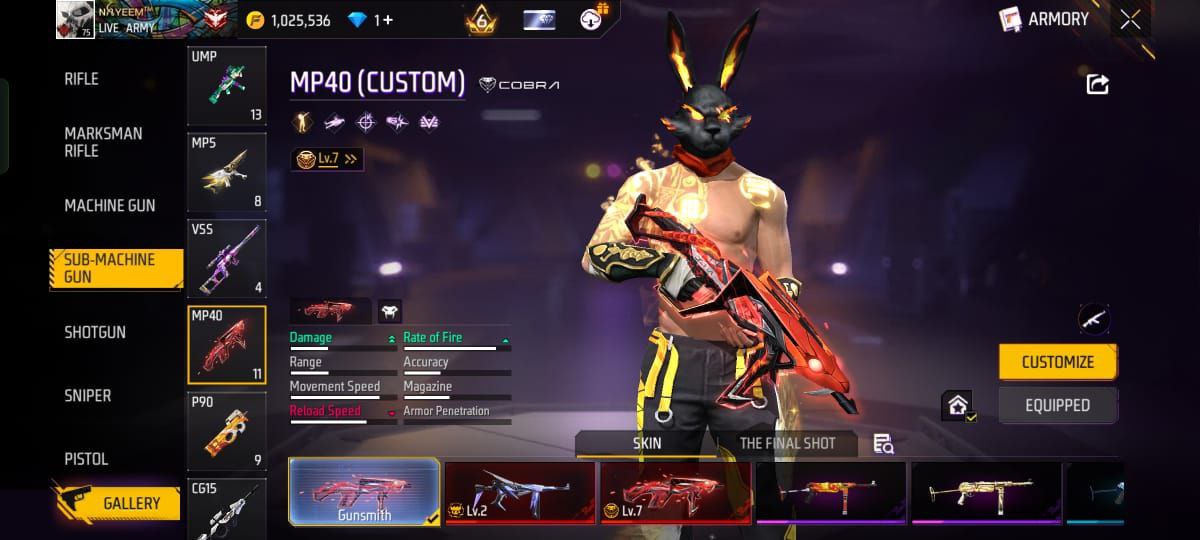 NAYEEM™
LIVE ARMY
75
1,025,536
1+
6
ARMORY
RIFLE
MARKSMAN
RIFLE
MACHINE GUN
SUB-MACHINE
GUN
SHOTGUN
SNIPER
PISTOL
GALLERY
UMP
13
MP5
8
VSS
4
MP40
11
P90
9
CG15
MP40 (CUSTOM)
COBRA
Lv.7
Damage
Rate of Fire
Range
Accuracy
Movement Speed
Magazine
Reload Speed
Armor Penetration
CUSTOMIZE
EQUIPPED
SKIN
THE FINAL SHOT
Gunsmith
Lv.2
Lv.7